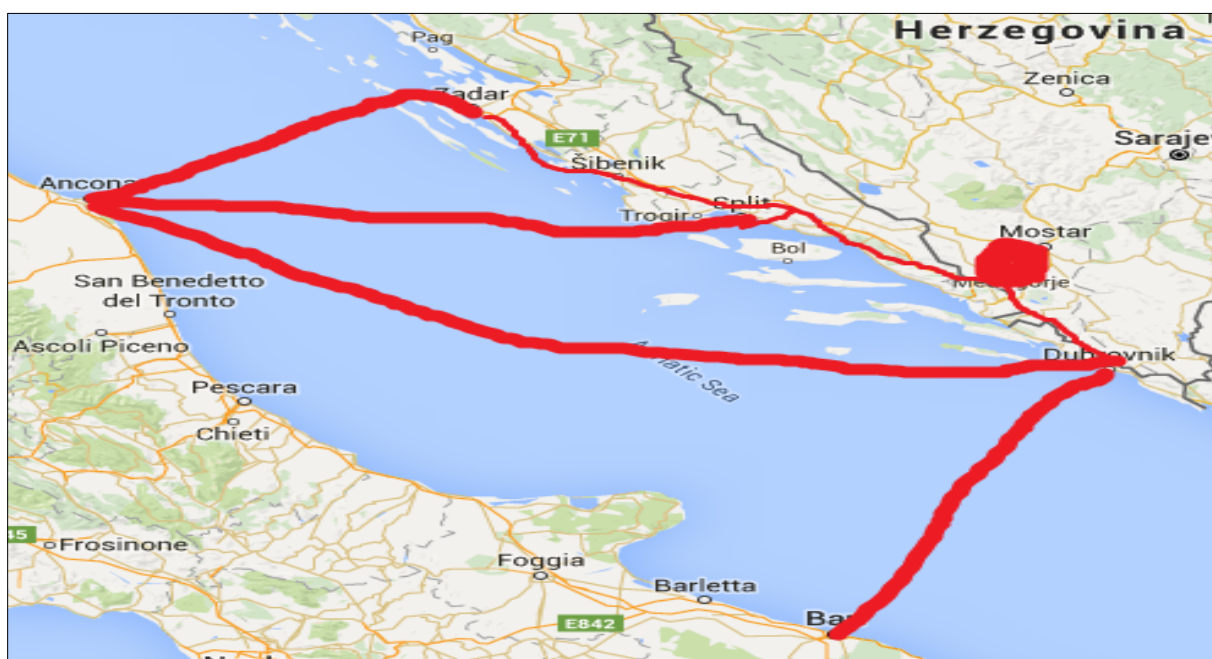 Herzegovina
Pag
Zenica
Zadar
E71
Sarajev
Šibenik
Ancona
Split
Trogir
Mostar
Bol
San Benedetto
del Tronto
Ascoli Piceno
Dubrovnik
Adriatic Sea
Pescara
Chieti
45
Frosinone
Foggia
Barletta
E842